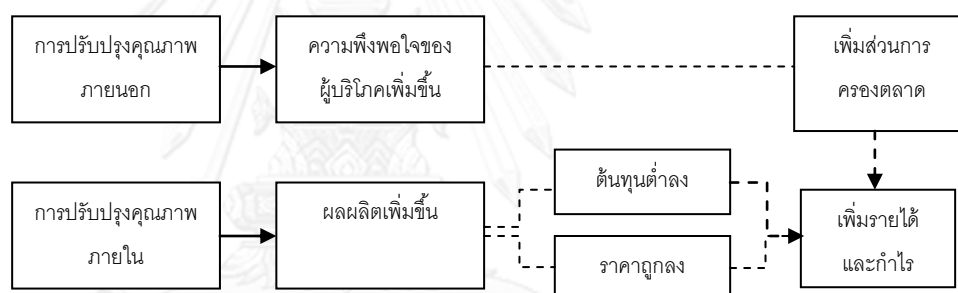 การปรับปรุงคุณภาพ
ภายนอก
ความพึงพอใจของ
ผู้บริโภคเพิ่มขึ้น
เพิ่มส่วนการ
ครองตลาด
การปรับปรุงคุณภาพ
ภายใน
ผลผลิตเพิ่มขึ้น
ต้นทุนต่ำลง
ราคาถูกลง
เพิ่มรายได้
และกำไร